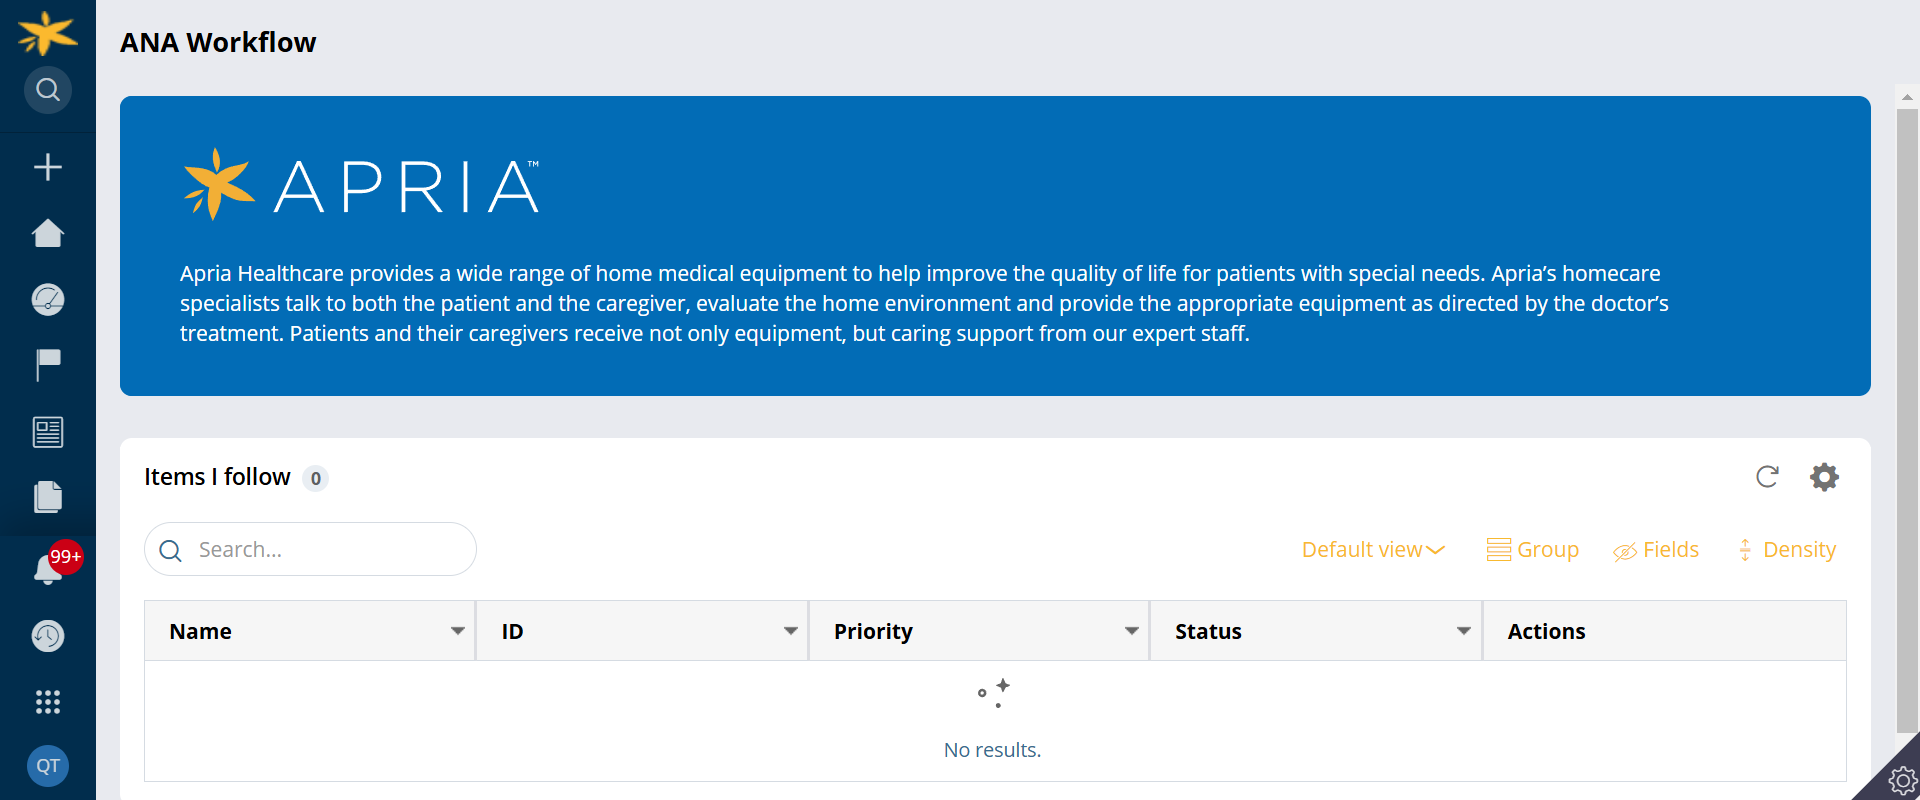 ANA Workflow
APRIA™
Apria Healthcare provides a wide range of home medical equipment to help improve the quality of life for patients with special needs. Apria’s homecare
specialists talk to both the patient and the caregiver, evaluate the home environment and provide the appropriate equipment as directed by the doctor’s
treatment. Patients and their caregivers receive not only equipment, but caring support from our expert staff.
Items I follow 0
Search...
Default view Group Fields Density
Name ID Priority Status Actions
No results.
99+
QT